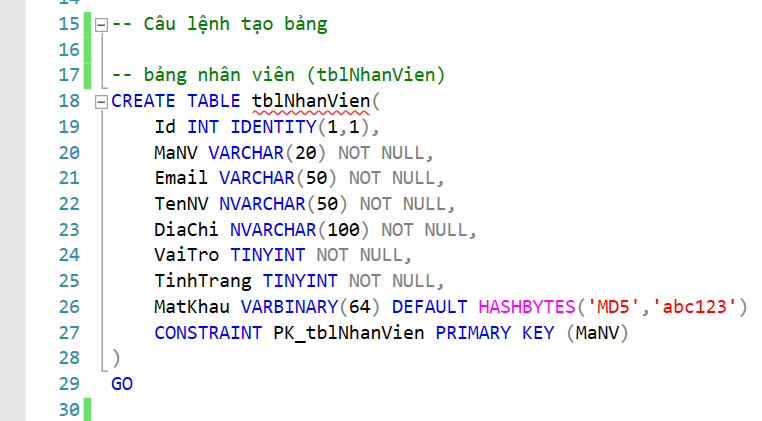 15 -- Câu lệnh tạo bảng
16
17 -- bảng nhân viên (tblNhanVien)
18 CREATE TABLE tblNhanVien(
19 Id INT IDENTITY(1,1),
20 MaNV VARCHAR(20) NOT NULL,
21 Email VARCHAR(50) NOT NULL,
22 TenNV NVARCHAR(50) NOT NULL,
23 DiaChi NVARCHAR(100) NOT NULL,
24 VaiTro TINYINT NOT NULL,
25 TinhTrang TINYINT NOT NULL,
26 MatKhau VARBINARY(64) DEFAULT HASHBYTES('MD5','abc123')
27 CONSTRAINT PK_tblNhanVien PRIMARY KEY (MaNV)
28 )
29 GO
30